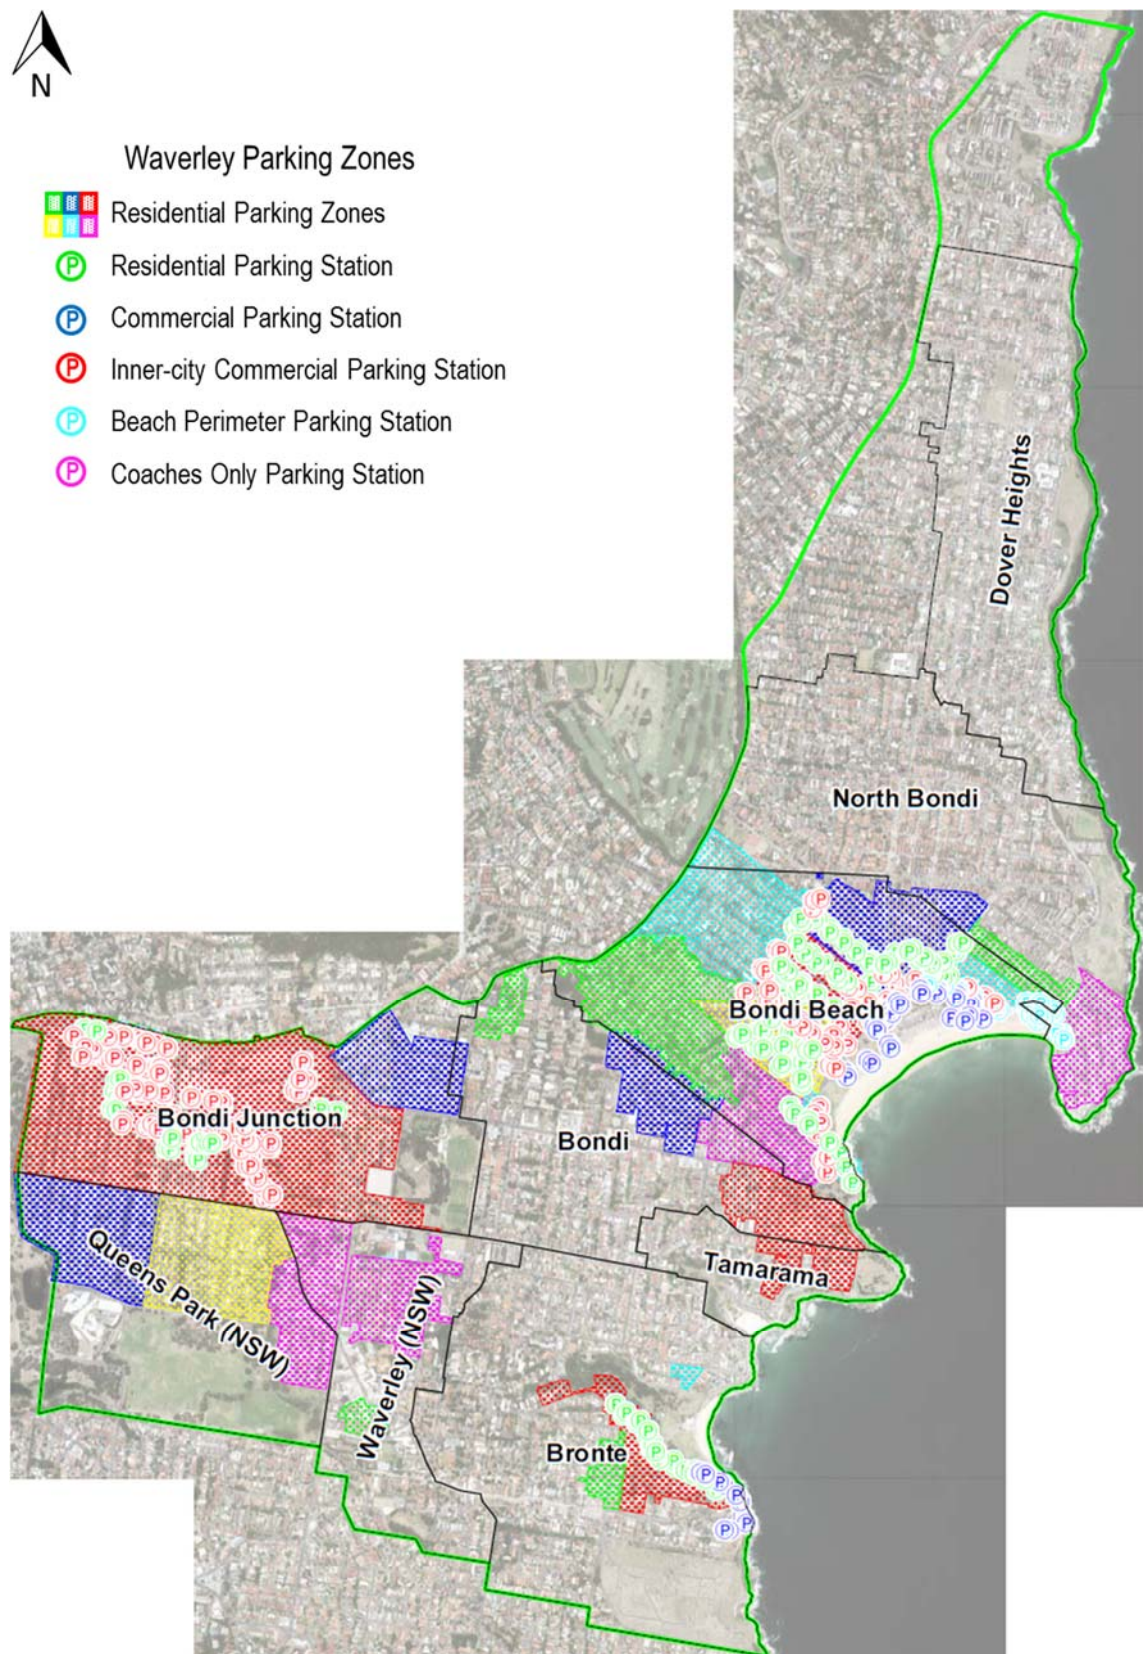 N
Waverley Parking Zones
Residential Parking Zones
P Residential Parking Station
P Commercial Parking Station
P Inner-city Commercial Parking Station
P Beach Perimeter Parking Station
P Coaches Only Parking Station
Dover Heights
North Bondi
Bondi Beach
Bondi Junction
Bondi
Tamarama
Queens Park (NSW)
Waverley (NSW)
Bronte